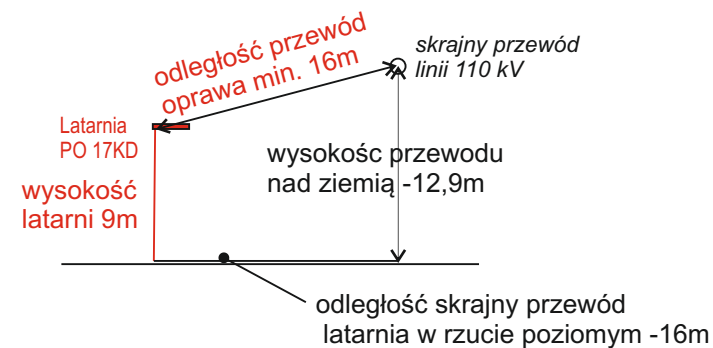 odległość przewód
oprawa min. 16m
skrajny przewód
linii 110 kV
Latarnia
PO 17KD
wysokość
latarni 9m
wysokośc przewodu
nad ziemią -12,9m
odległość skrajny przewód
latarnia w rzucie poziomym -16m